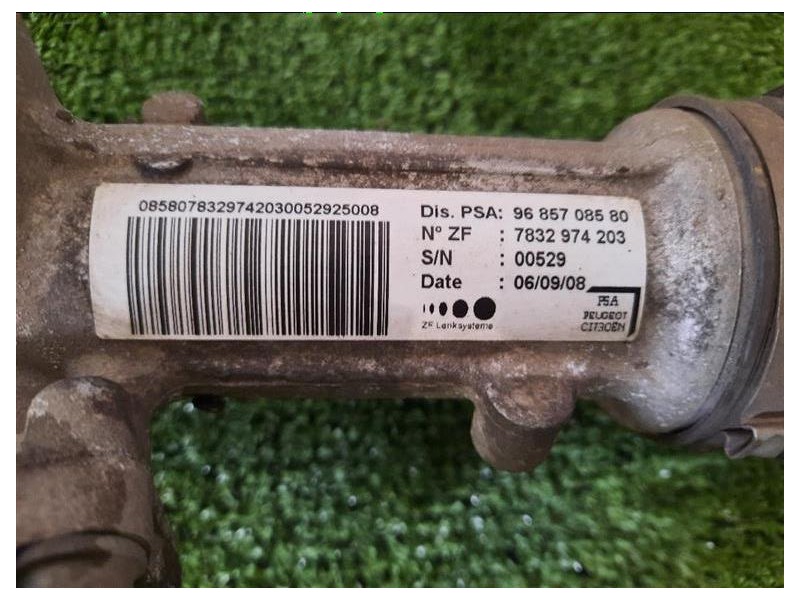 0858078329742030052925008
Dis. PSA: 96 857 085 80
N° ZF : 7832 974 203
S/N : 00529
Date : 06/09/08
ZF Lenksysteme
PSA
PEUGEOT
CITROËN